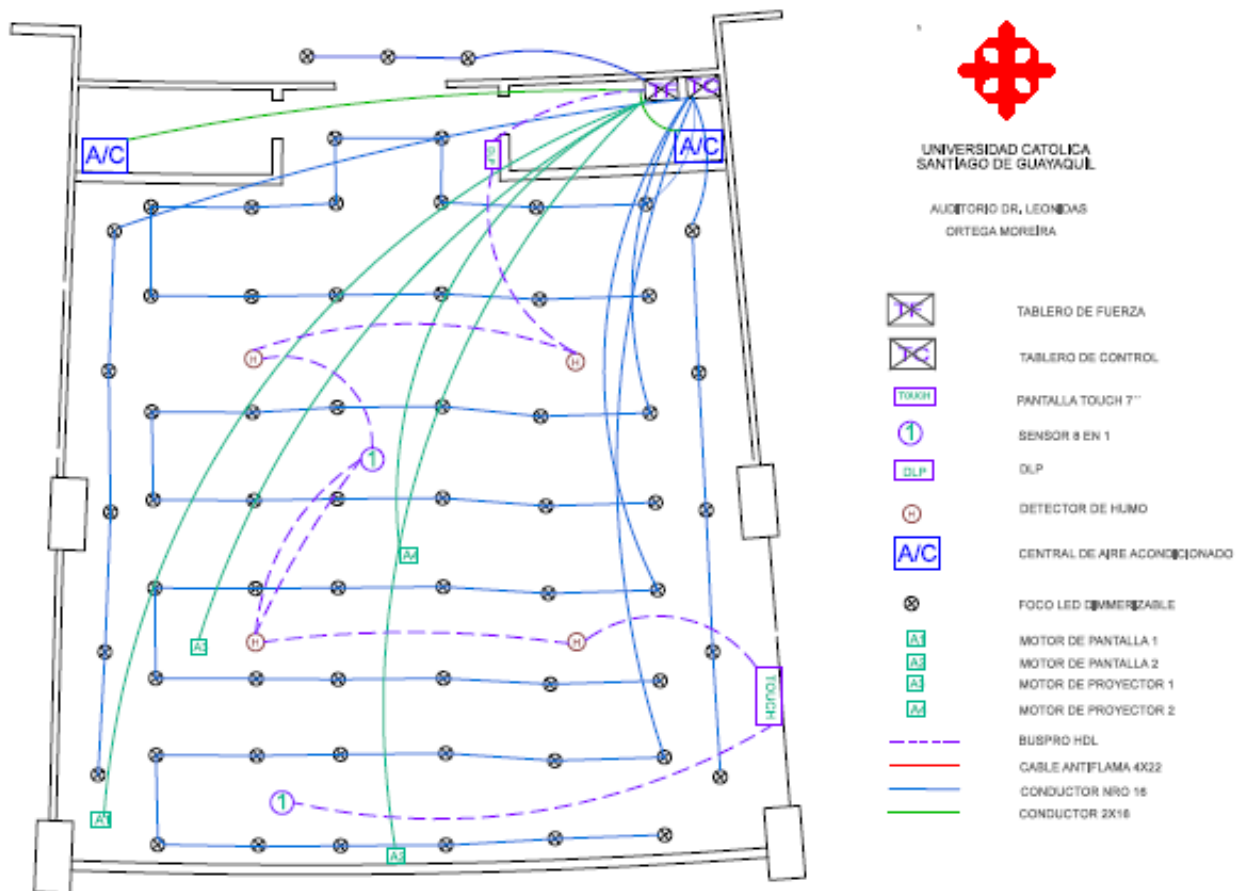 TF TC
A/C
A/C
DLP
H
H
1
A4
A3
H
H
TOUCH
1
A1
A2
UNIVERSIDAD CATOLICA
SANTIAGO DE GUAYAQUIL
AUDITORIO DR. LEONIDAS
ORTEGA MOREIRA
TF TABLERO DE FUERZA
TC TABLERO DE CONTROL
TOUCH PANTALLA TOUCH 7''
1 SENSOR 8 EN 1
DLP DLP
H DETECTOR DE HUMO
A/C CENTRAL DE AIRE ACONDICIONADO
FOCO LED DIMMERIZABLE
A1 MOTOR DE PANTALLA 1
A2 MOTOR DE PANTALLA 2
A3 MOTOR DE PROYECTOR 1
A4 MOTOR DE PROYECTOR 2
BUSPRO HDL
CABLE ANTIFLAMA 4X22
CONDUCTOR NRO 16
CONDUCTOR 2X16